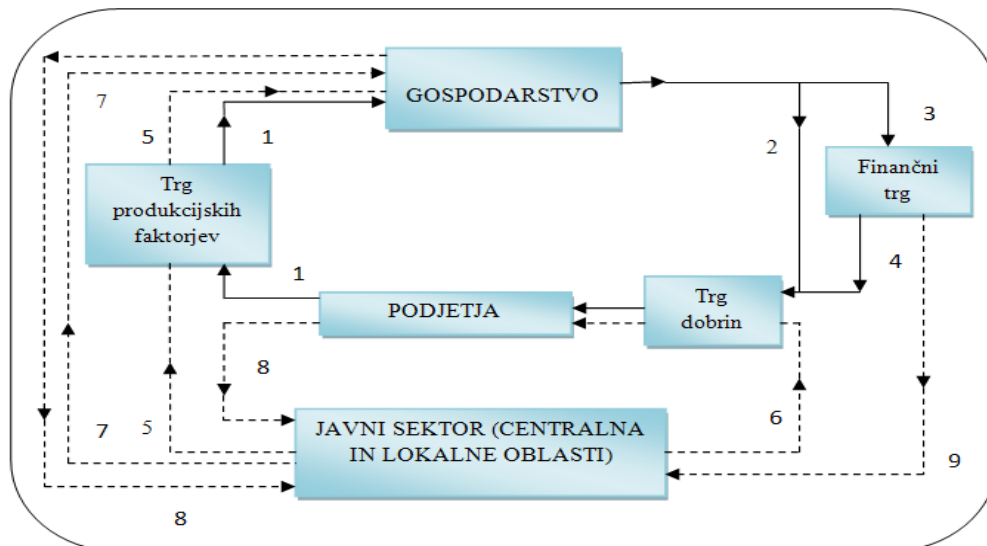 7
GOSPODARSTVO
3
5
1
2
Trg
produkcijskih
faktorjev
Finančni
trg
4
1
Trg
dobrin
PODJETJA
8
6
7
5
JAVNI SEKTOR (CENTRALNA
IN LOKALNE OBLASTI)
9
8